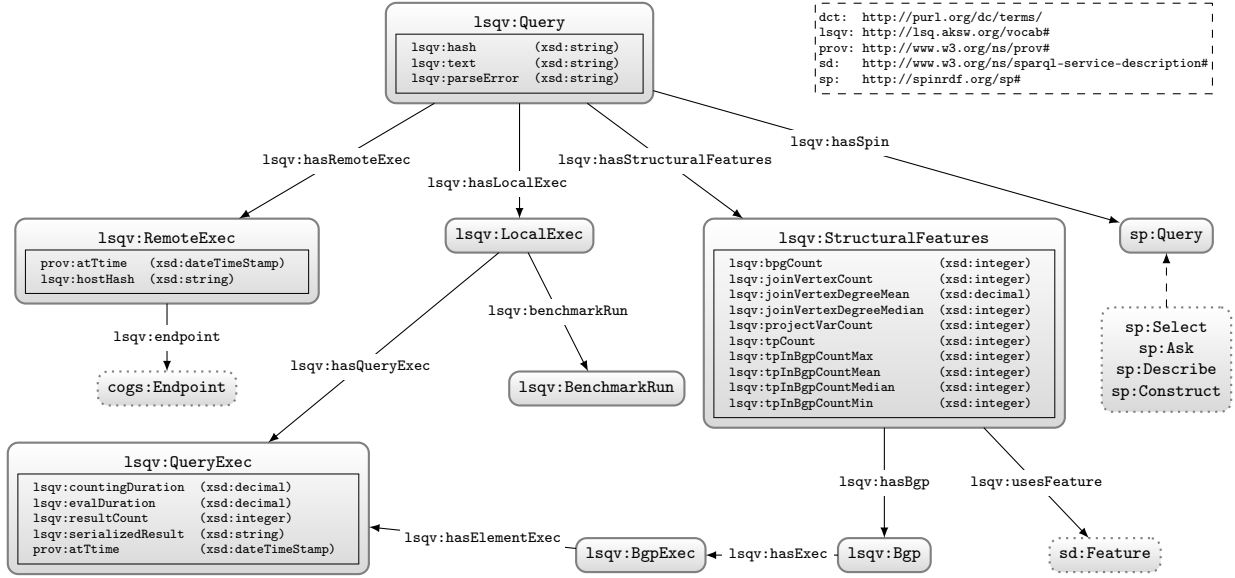 lsqv:Query
lsqv:hash (xsd:string)
lsqv:text (xsd:string)
lsqv:parseError (xsd:string)
dct: http://purl.org/dc/terms/
lsqv: http://lsq.aksw.org/vocab#
prov: http://www.w3.org/ns/prov#
sd: http://www.w3.org/ns/sparql-service-description#
sp: http://spinrdf.org/sp#
lsqv:hasRemoteExec
lsqv:hasLocalExec
lsqv:hasStructuralFeatures
lsqv:hasSpin
lsqv:RemoteExec
prov:atTtime (xsd:dateTimeStamp)
lsqv:hostHash (xsd:string)
lsqv:endpoint
cogs:Endpoint
lsqv:LocalExec
lsqv:benchmarkRun
lsqv:hasQueryExec
lsqv:BenchmarkRun
lsqv:StructuralFeatures
lsqv:bpgCount (xsd:integer)
lsqv:joinVertexCount (xsd:integer)
lsqv:joinVertexDegreeMean (xsd:decimal)
lsqv:joinVertexDegreeMedian (xsd:integer)
lsqv:projectVarCount (xsd:integer)
lsqv:tpCount (xsd:integer)
lsqv:tpInBgpCountMax (xsd:integer)
lsqv:tpInBgpCountMean (xsd:integer)
lsqv:tpInBgpCountMedian (xsd:integer)
lsqv:tpInBgpCountMin (xsd:integer)
sp:Query
sp:Select
sp:Ask
sp:Describe
sp:Construct
lsqv:QueryExec
lsqv:countingDuration (xsd:decimal)
lsqv:evalDuration (xsd:decimal)
lsqv:resultCount (xsd:integer)
lsqv:serializedResult (xsd:string)
prov:atTtime (xsd:dateTimeStamp)
lsqv:hasElementExec
lsqv:BgpExec
lsqv:hasExec
lsqv:Bgp
lsqv:hasBgp
lsqv:usesFeature
sd:Feature